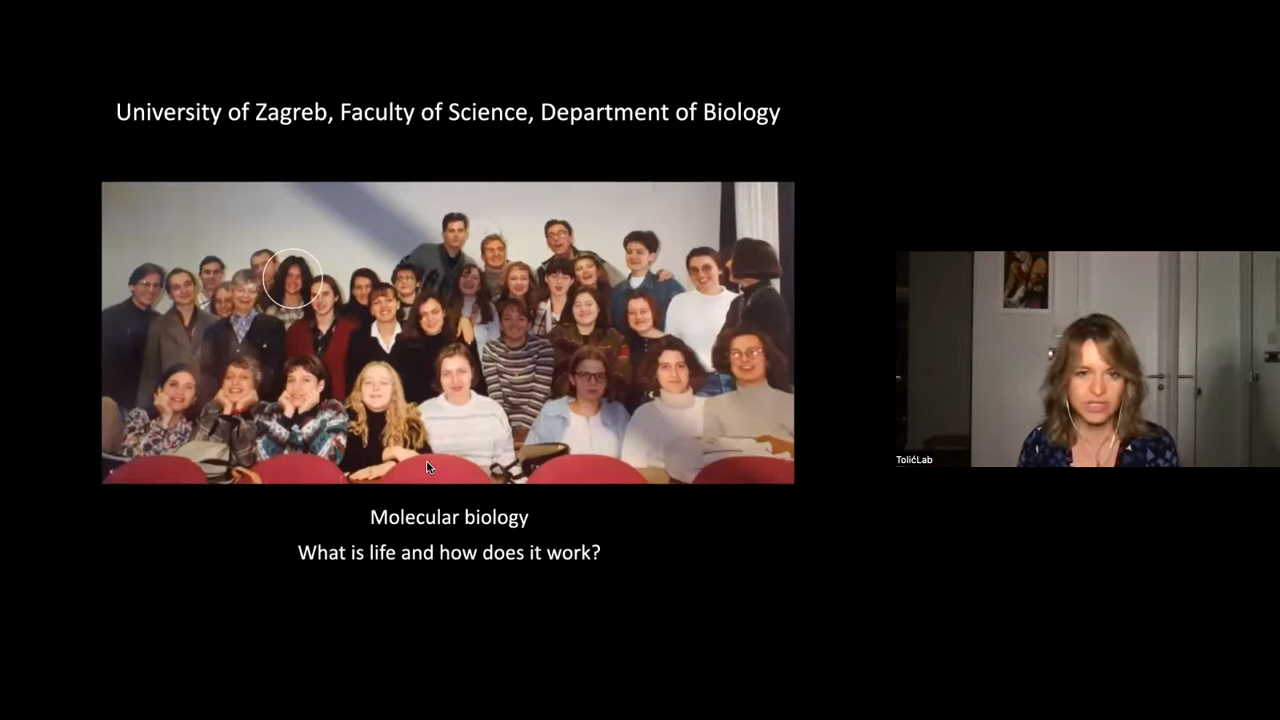 University of Zagreb, Faculty of Science, Department of Biology
TolićLab
Molecular biology
What is life and how does it work?